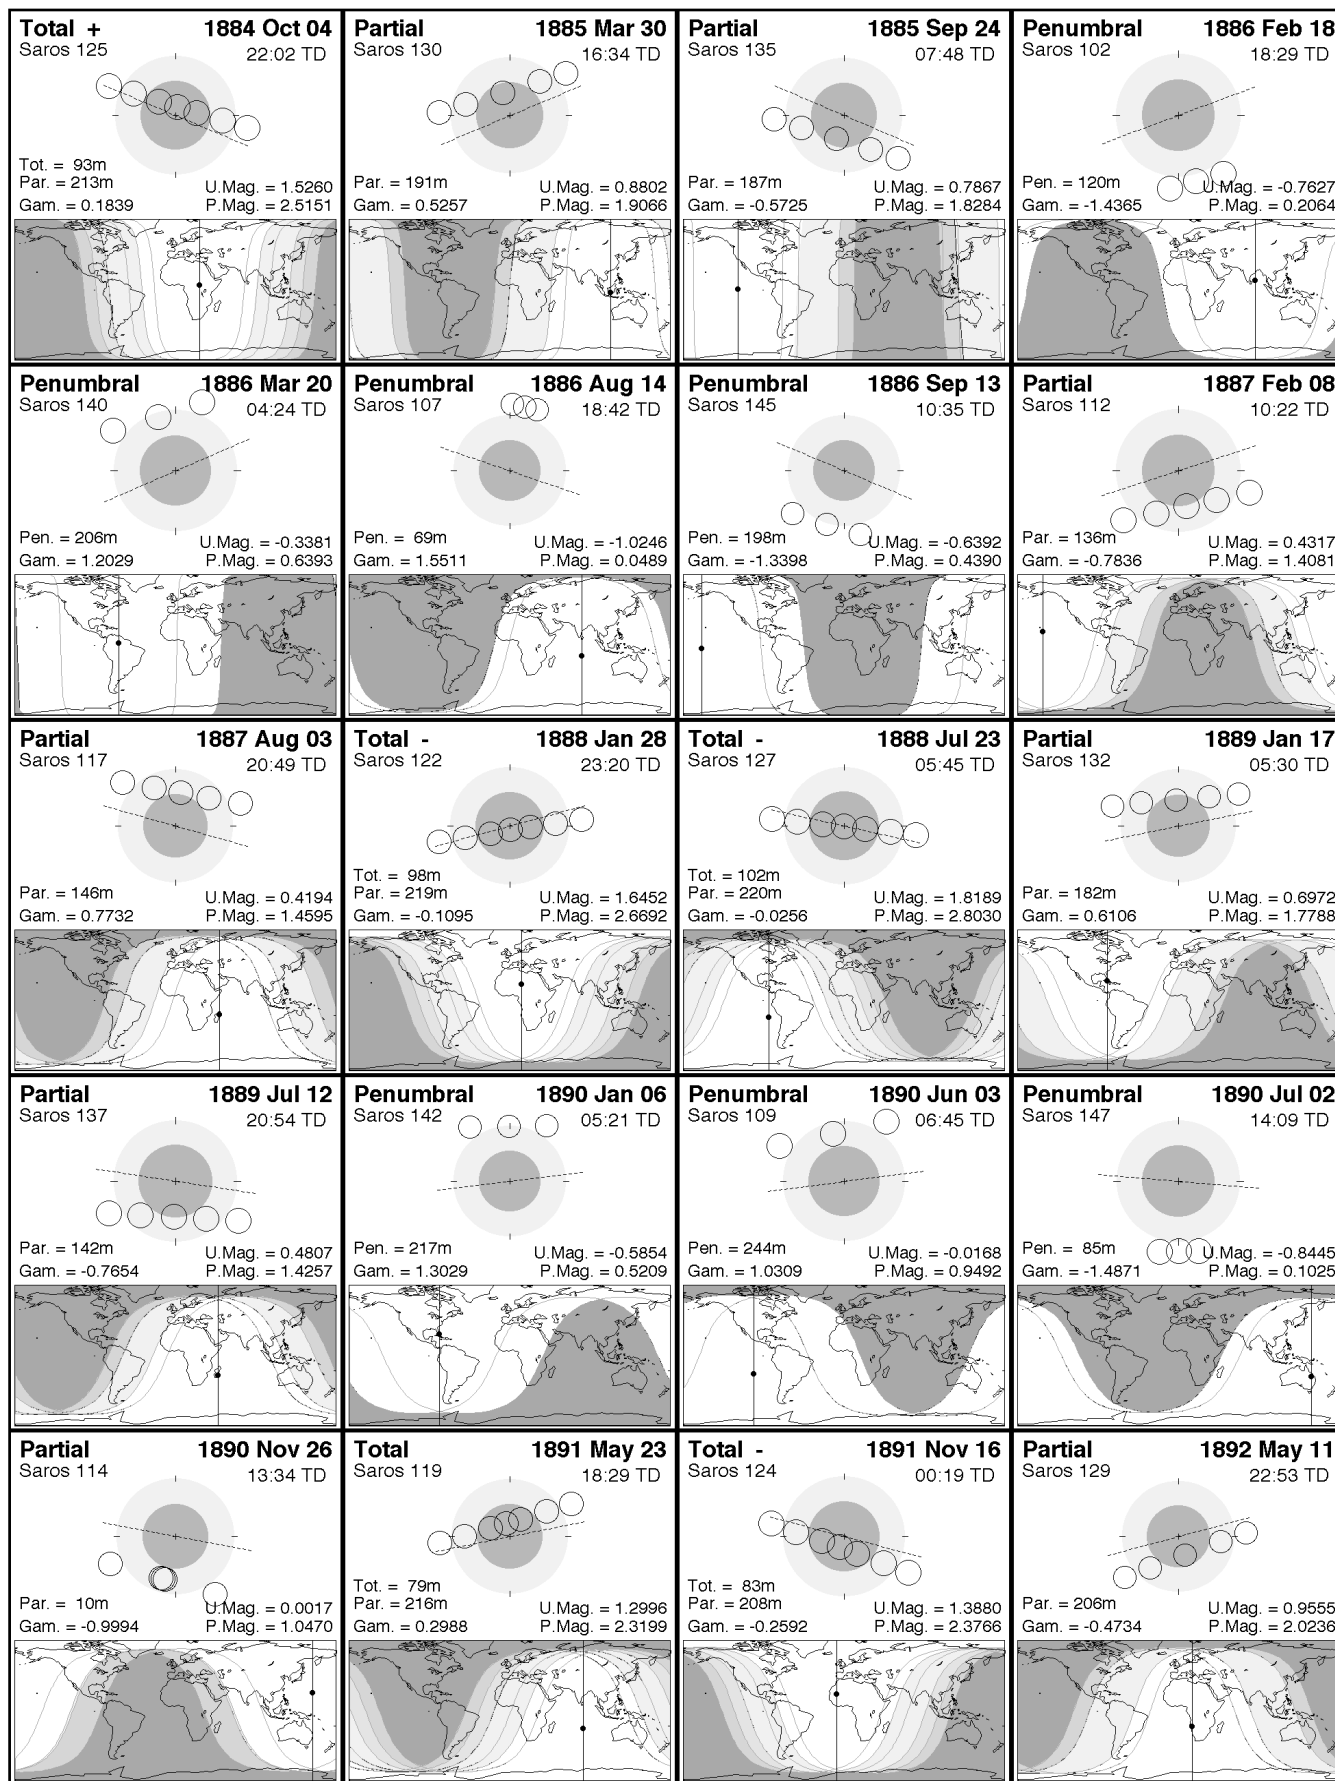 Total + 1884 Oct 04
Saros 125 22:02 TD
Tot. = 93m
Par. = 213m U.Mag. = 1.5260
Gam. = 0.1839 P.Mag. = 2.5151
Partial 1885 Mar 30
Saros 130 16:34 TD
Par. = 191m U.Mag. = 0.8802
Gam. = 0.5257 P.Mag. = 1.9066
Partial 1885 Sep 24
Saros 135 07:48 TD
Par. = 187m U.Mag. = 0.7867
Gam. = -0.5725 P.Mag. = 1.8284
Penumbral 1886 Feb 18
Saros 102 18:29 TD
Pen. = 120m U.Mag. = -0.7627
Gam. = -1.4365 P.Mag. = 0.2064
Penumbral 1886 Mar 20
Saros 140 04:24 TD
Pen. = 206m U.Mag. = -0.3381
Gam. = 1.2029 P.Mag. = 0.6393
Penumbral 1886 Aug 14
Saros 107 18:42 TD
Pen. = 69m U.Mag. = -1.0246
Gam. = 1.5511 P.Mag. = 0.0489
Penumbral 1886 Sep 13
Saros 145 10:35 TD
Pen. = 198m U.Mag. = -0.6392
Gam. = -1.3398 P.Mag. = 0.4390
Partial 1887 Feb 08
Saros 112 10:22 TD
Par. = 136m U.Mag. = 0.4317
Gam. = -0.7836 P.Mag. = 1.4081
Partial 1887 Aug 03
Saros 117 20:49 TD
Par. = 146m U.Mag. = 0.4194
Gam. = 0.7732 P.Mag. = 1.4595
Total - 1888 Jan 28
Saros 122 23:20 TD
Tot. = 98m
Par. = 219m U.Mag. = 1.6452
Gam. = -0.1095 P.Mag. = 2.6692
Total - 1888 Jul 23
Saros 127 05:45 TD
Tot. = 102m
Par. = 220m U.Mag. = 1.8189
Gam. = -0.0256 P.Mag. = 2.8030
Partial 1889 Jan 17
Saros 132 05:30 TD
Par. = 182m U.Mag. = 0.6972
Gam. = 0.6106 P.Mag. = 1.7788
Partial 1889 Jul 12
Saros 137 20:54 TD
Par. = 142m U.Mag. = 0.4807
Gam. = -0.7654 P.Mag. = 1.4257
Penumbral 1890 Jan 06
Saros 142 05:21 TD
Pen. = 217m U.Mag. = -0.5854
Gam. = 1.3029 P.Mag. = 0.5209
Penumbral 1890 Jun 03
Saros 109 06:45 TD
Pen. = 244m U.Mag. = -0.0168
Gam. = 1.0309 P.Mag. = 0.9492
Penumbral 1890 Jul 02
Saros 147 14:09 TD
Pen. = 85m U.Mag. = -0.8445
Gam. = -1.4871 P.Mag. = 0.1025
Partial 1890 Nov 26
Saros 114 13:34 TD
Par. = 10m U.Mag. = 0.0017
Gam. = -0.9994 P.Mag. = 1.0470
Total 1891 May 23
Saros 119 18:29 TD
Tot. = 79m
Par. = 216m U.Mag. = 1.2996
Gam. = 0.2988 P.Mag. = 2.3199
Total - 1891 Nov 16
Saros 124 00:19 TD
Tot. = 83m
Par. = 208m U.Mag. = 1.3880
Gam. = -0.2592 P.Mag. = 2.3766
Partial 1892 May 11
Saros 129 22:53 TD
Par. = 206m U.Mag. = 0.9555
Gam. = -0.4734 P.Mag. = 2.0236